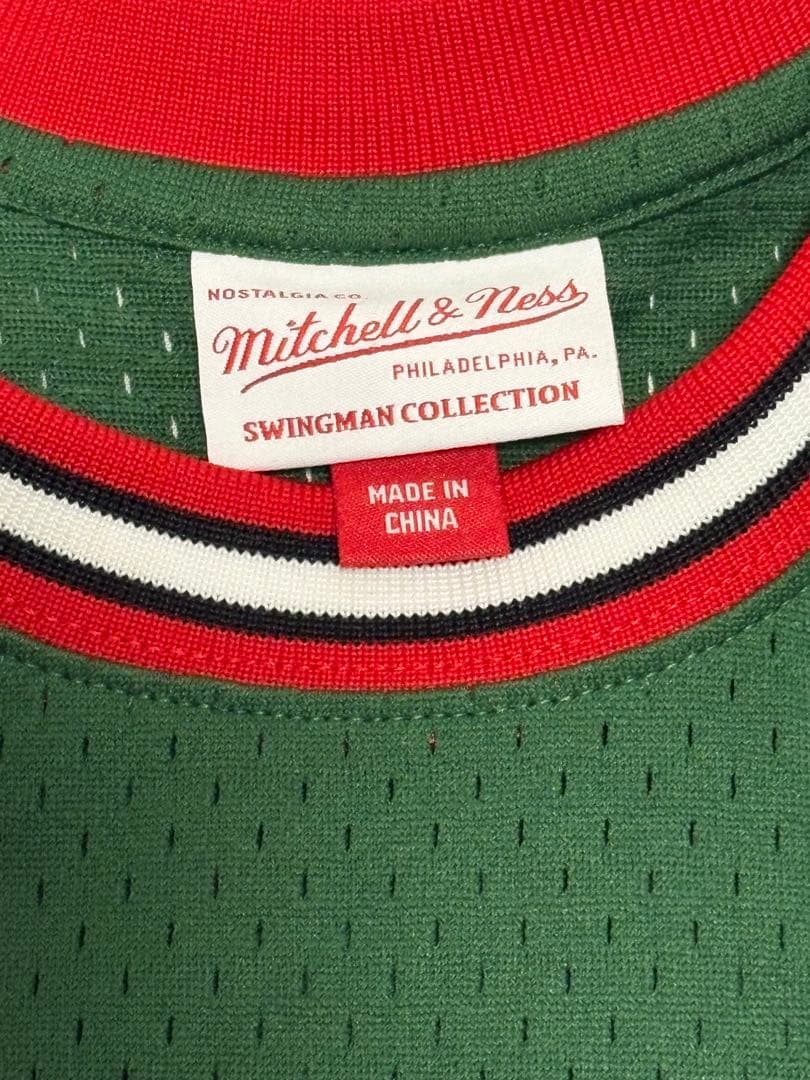 NOSTALGIA CO.
Mitchell & Ness
PHILADELPHIA, PA.
SWINGMAN COLLECTION
MADE IN
CHINA